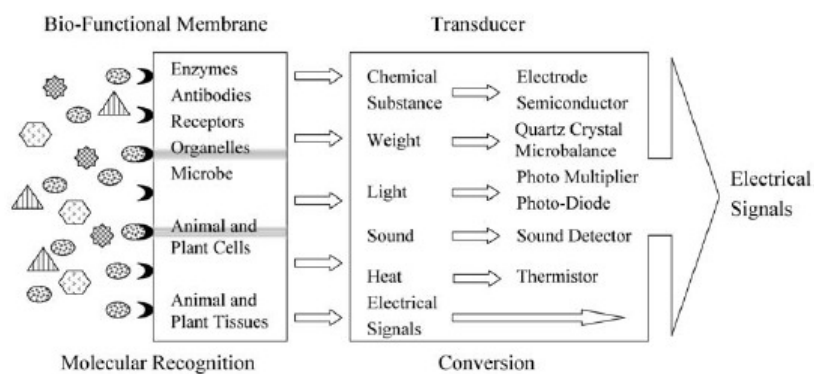 Bio-Functional Membrane
Transducer
Enzymes
Antibodies
Receptors
Organelles
Microbe
Animal and
Plant Cells
Animal and
Plant Tissues
Chemical
Substance
Weight
Light
Sound
Heat
Electrical
Signals
Electrode
Semiconductor
Quartz Crystal
Microbalance
Photo Multiplier
Photo-Diode
Sound Detector
Thermistor
Electrical
Signals
Molecular Recognition
Conversion